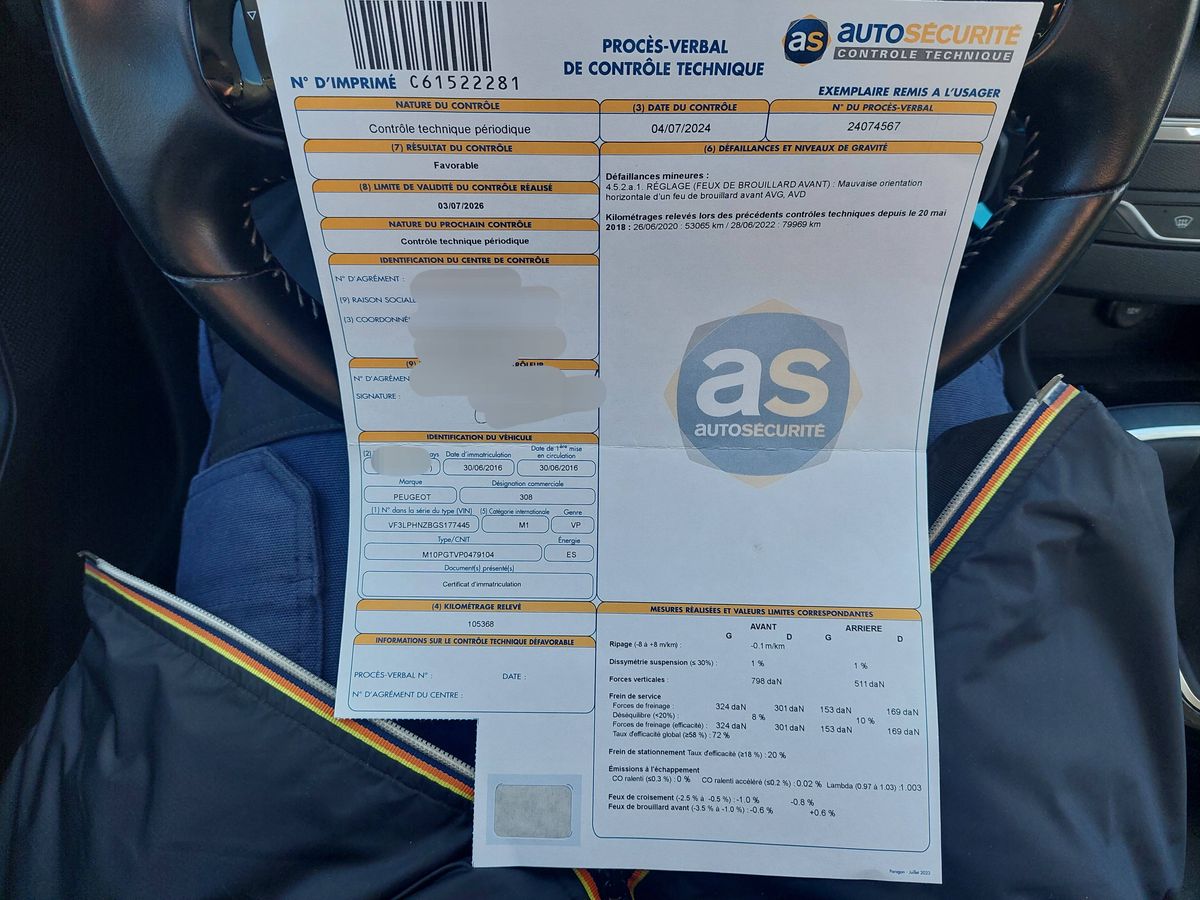 PROCÈS-VERBAL
DE CONTRÔLE TECHNIQUE
as AUTOSÉCURITÉ
CONTROLE TECHNIQUE
N° D'IMPRIMÉ C61522281
EXEMPLAIRE REMIS A L'USAGER
NATURE DU CONTRÔLE
Contrôle technique périodique
(3) DATE DU CONTRÔLE
04/07/2024
N° DU PROCÈS-VERBAL
24074567
(7) RÉSULTAT DU CONTRÔLE
Favorable
(8) LIMITE DE VALIDITÉ DU CONTRÔLE RÉALISÉ
03/07/2026
NATURE DU PROCHAIN CONTRÔLE
Contrôle technique périodique
IDENTIFICATION DU CENTRE DE CONTRÔLE
N° D'AGRÉMENT :
(9) RAISON SOCIALE
(3) COORDONNÉ
(9)
RÔLEUR
N° D'AGRÉMEN
SIGNATURE :
(6) DÉFAILLANCES ET NIVEAUX DE GRAVITÉ
Défaillances mineures :
4.5.2.a.1. RÉGLAGE (FEUX DE BROUILLARD AVANT) : Mauvaise orientation
horizontale d'un feu de brouillard avant AVG, AVD
Kilométrages relevés lors des précédents contrôles techniques depuis le 20 mai
2018 : 26/06/2020 : 53065 km / 28/06/2022 : 79969 km
as
AUTOSÉCURITÉ
IDENTIFICATION DU VÉHICULE
(2) ays
Date d'immatriculation
30/06/2016
Date de 1ère mise
en circulation
30/06/2016
Marque
PEUGEOT
Désignation commerciale
308
(1) N° dans la série du type (VIN)
VF3LPHNZBGS177445
(5) Catégorie internationale
M1
Genre
VP
Type/CNIT
M10PGTVP0479104
Énergie
ES
Document(s) présenté(s)
Certificat d'immatriculation
(4) KILOMÉTRAGE RELEVÉ
105368
INFORMATIONS SUR LE CONTRÔLE TECHNIQUE DÉFAVORABLE
PROCÈS-VERBAL N° : DATE :
N° D'AGRÉMENT DU CENTRE :
MESURES RÉALISÉES ET VALEURS LIMITES CORRESPONDANTES
AVANT ARRIERE
G D G D
Ripage (-8 à +8 m/km) : -0.1 m/km
Dissymétrie suspension (≤ 30%) : 1 % 1 %
Forces verticales : 798 daN 511 daN
Frein de service
Forces de freinage : 324 daN 301 daN 153 daN 169 daN
Déséquilibre (<20%) : 8 % 10 %
Forces de freinage (efficacité) : 324 daN 301 daN 153 daN 169 daN
Taux d'efficacité global (≥58 %) : 72 %
Frein de stationnement Taux d'efficacité (≥18 %) : 20 %
Émissions à l'échappement
CO ralenti (≤0.3 %) : 0 % CO ralenti accéléré (≤0.2 %) : 0.02 % Lambda (0.97 à 1.03) : 1.003
Feux de croisement (-2.5 % à -0.5 %) : -1.0 % -0.8 %
Feux de brouillard avant (-3.5 % à -1.0 %) : -0.6 % +0.6 %
Paragon - Juillet 2023